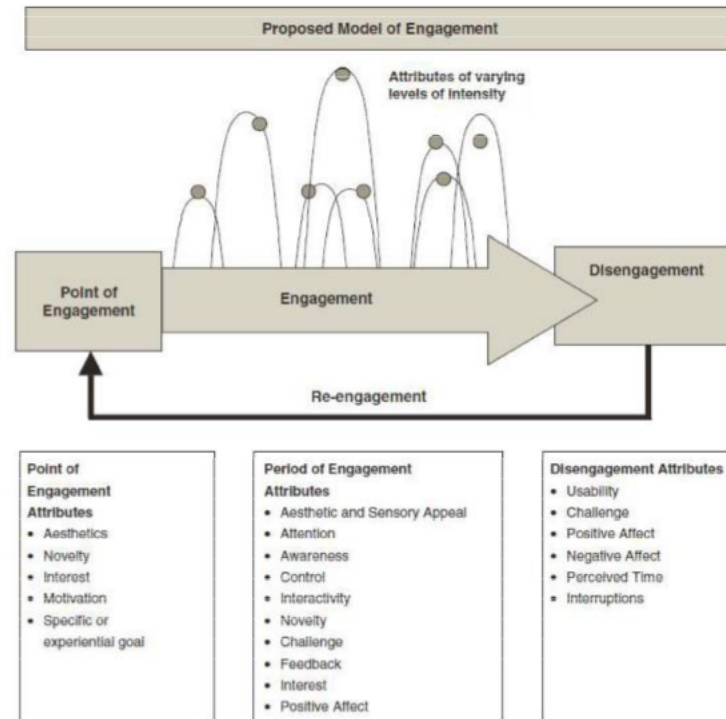 Proposed Model of Engagement
Attributes of varying
levels of intensity
Point of
Engagement
Engagement
Disengagement
Re-engagement
Point of
Engagement
Attributes
• Aesthetics
• Novelty
• Interest
• Motivation
• Specific or
experiential goal
Period of Engagement
Attributes
• Aesthetic and Sensory Appeal
• Attention
• Awareness
• Control
• Interactivity
• Novelty
• Challenge
• Feedback
• Interest
• Positive Affect
Disengagement Attributes
• Usability
• Challenge
• Positive Affect
• Negative Affect
• Perceived Time
• Interruptions